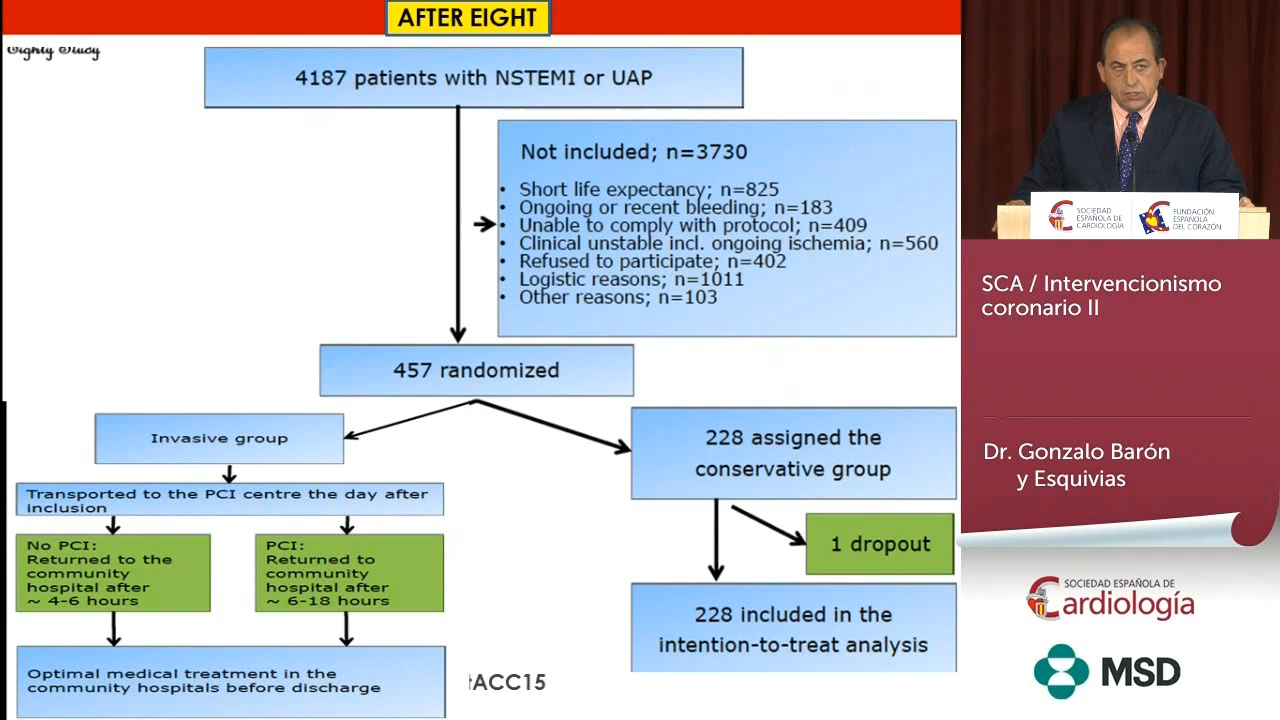 AFTER EIGHT
4187 patients with NSTEMI or UAP
Not included; n=3730
• Short life expectancy; n=825
• Ongoing or recent bleeding; n=183
• Unable to comply with protocol; n=409
• Clinical unstable incl. ongoing ischemia; n=560
• Refused to participate; n=402
• Logistic reasons; n=1011
• Other reasons; n=103
457 randomized
Invasive group
Transported to the PCI centre the day after
inclusion
No PCI:
Returned to the
community
hospital after
~ 4-6 hours
PCI:
Returned to
community
hospital after
~ 6-18 hours
Optimal medical treatment in the
community hospitals before discharge
228 assigned the
conservative group
1 dropout
228 included in the
intention-to-treat analysis
ACC15
SOCIEDAD
ESPAÑOLA DE
CARDIOLOGÍA
FUNDACIÓN
ESPAÑOLA
DEL CORAZÓN
SCA / Intervencionismo
coronario II
Dr. Gonzalo Barón
y Esquivias
SOCIEDAD ESPAÑOLA DE
Cardiología
MSD